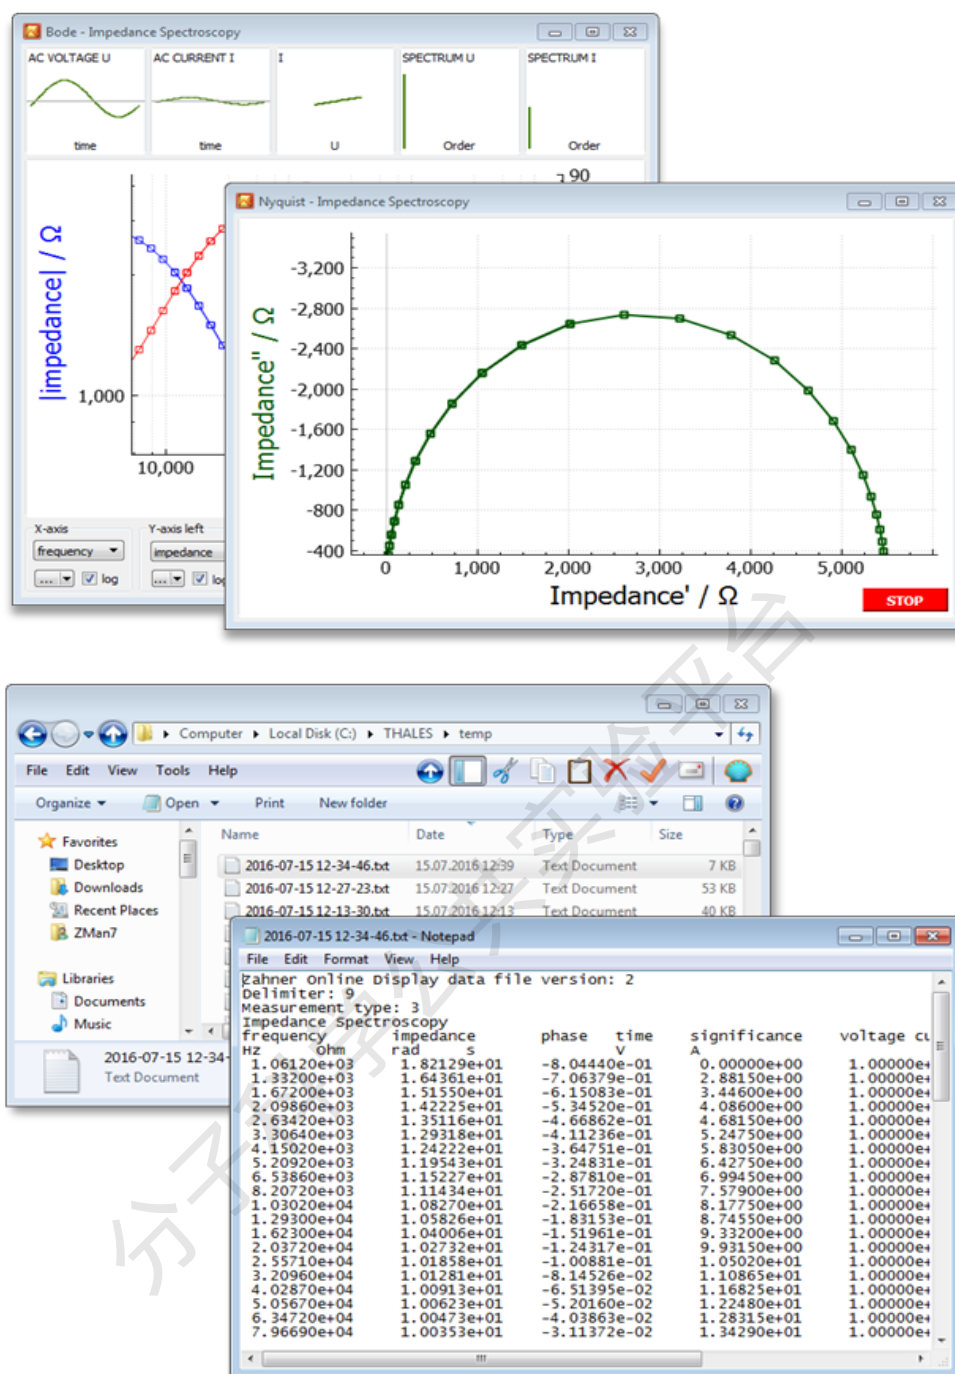 Bode - Impedance Spectroscopy
AC VOLTAGE U
AC CURRENT I
I
SPECTRUM U
SPECTRUM I
time
time
U
Order
Order
90
|impedance| / Ω
1,000
10,000
X-axis
Y-axis left
frequency
impedance
...
log
...
log
Nyquist - Impedance Spectroscopy
Impedance" / Ω
-3,200
-2,800
-2,400
-2,000
-1,600
-1,200
-800
-400
0 1,000 2,000 3,000 4,000 5,000
Impedance' / Ω
STOP
Computer Local Disk (C:) THALES temp
File Edit View Tools Help
Organize Open Print New folder
Favorites
Desktop
Downloads
Recent Places
ZMan7
Libraries
Documents
Music
Name Date Type Size
2016-07-15 12-34-46.txt 15.07.2016 12:39 Text Document 7 KB
2016-07-15 12-27-23.txt 15.07.2016 12:27 Text Document 53 KB
2016-07-15 12-13-30.txt 15.07.2016 12:13 Text Document 40 KB
2016-07-15 12-34-
Text Document
2016-07-15 12-34-46.txt - Notepad
File Edit Format View Help
Zahner Online Display data file version: 2
Delimiter: 9
Measurement type: 3
Impedance Spectroscopy
frequency impedance phase time significance voltage cu
Hz Ohm rad s V A
1.06120e+03 1.82129e+01 -8.04440e-01 0.00000e+00 1.00000e+
1.33200e+03 1.64361e+01 -7.06379e-01 2.88150e+00 1.00000e+
1.67200e+03 1.51550e+01 -6.15083e-01 3.44600e+00 1.00000e+
2.09860e+03 1.42225e+01 -5.34520e-01 4.08600e+00 1.00000e+
2.63420e+03 1.35116e+01 -4.66862e-01 4.68150e+00 1.00000e+
3.30640e+03 1.29318e+01 -4.11236e-01 5.24750e+00 1.00000e+
4.15020e+03 1.24222e+01 -3.64751e-01 5.83050e+00 1.00000e+
5.20920e+03 1.19543e+01 -3.24831e-01 6.42750e+00 1.00000e+
6.53860e+03 1.15227e+01 -2.87810e-01 6.99450e+00 1.00000e+
8.20720e+03 1.11434e+01 -2.51720e-01 7.57900e+00 1.00000e+
1.03020e+04 1.08270e+01 -2.16658e-01 8.17750e+00 1.00000e+
1.29300e+04 1.05826e+01 -1.83153e-01 8.74550e+00 1.00000e+
1.62300e+04 1.04006e+01 -1.51961e-01 9.33200e+00 1.00000e+
2.03720e+04 1.02732e+01 -1.24317e-01 9.93150e+00 1.00000e+
2.55710e+04 1.01858e+01 -1.00881e-01 1.05020e+01 1.00000e+
3.20960e+04 1.01281e+01 -8.14526e-02 1.10865e+01 1.00000e+
4.02870e+04 1.00913e+01 -6.51395e-02 1.16825e+01 1.00000e+
5.05670e+04 1.00623e+01 -5.20160e-02 1.22480e+01 1.00000e+
6.34720e+04 1.00473e+01 -4.03863e-02 1.28315e+01 1.00000e+
7.96690e+04 1.00353e+01 -3.11372e-02 1.34290e+01 1.00000e+
分子科学公共实验平台